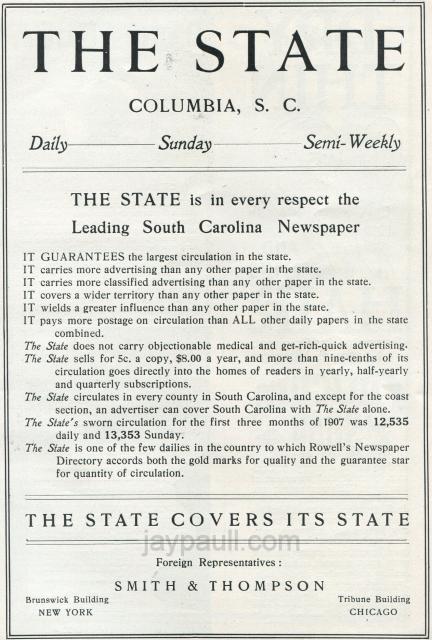 THE STATE
COLUMBIA, S. C.
Daily Sunday Semi-Weekly
THE STATE is in every respect the
Leading South Carolina Newspaper
IT GUARANTEES the largest circulation in the state.
IT carries more advertising than any other paper in the state.
IT carries more classified advertising than any other paper in the state.
IT covers a wider territory than any other paper in the state.
IT wields a greater influence than any other paper in the state.
IT pays more postage on circulation than ALL other daily papers in the state
combined.
The State does not carry objectionable medical and get-rich-quick advertising.
The State sells for 5c. a copy, $8.00 a year, and more than nine-tenths of its
circulation goes directly into the homes of readers in yearly, half-yearly
and quarterly subscriptions.
The State circulates in every county in South Carolina, and except for the coast
section, an advertiser can cover South Carolina with The State alone.
The State's sworn circulation for the first three months of 1907 was 12,535
daily and 13,353 Sunday.
The State is one of the few dailies in the country to which Rowell's Newspaper
Directory accords both the gold marks for quality and the guarantee star
for quantity of circulation.
THE STATE COVERS ITS STATE
jaypaull.com
Foreign Representatives :
SMITH & THOMPSON
Brunswick Building Tribune Building
NEW YORK CHICAGO